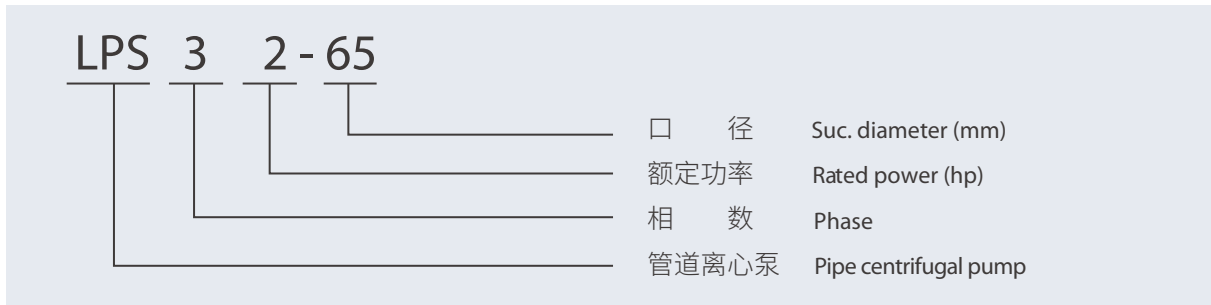 LPS 3 2 - 65
口 径 Suc. diameter (mm)
额定功率 Rated power (hp)
相 数 Phase
管道离心泵 Pipe centrifugal pump